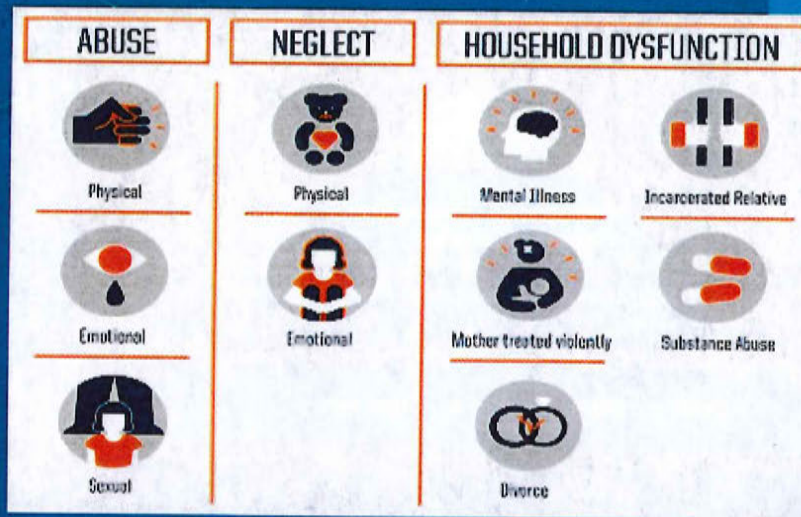 ABUSE
NEGLECT
HOUSEHOLD DYSFUNCTION
Physical
Emotional
Sexual
Physical
Emotional
Mental Illness
Incarcerated Relative
Mother treated violently
Substance Abuse
Divorce